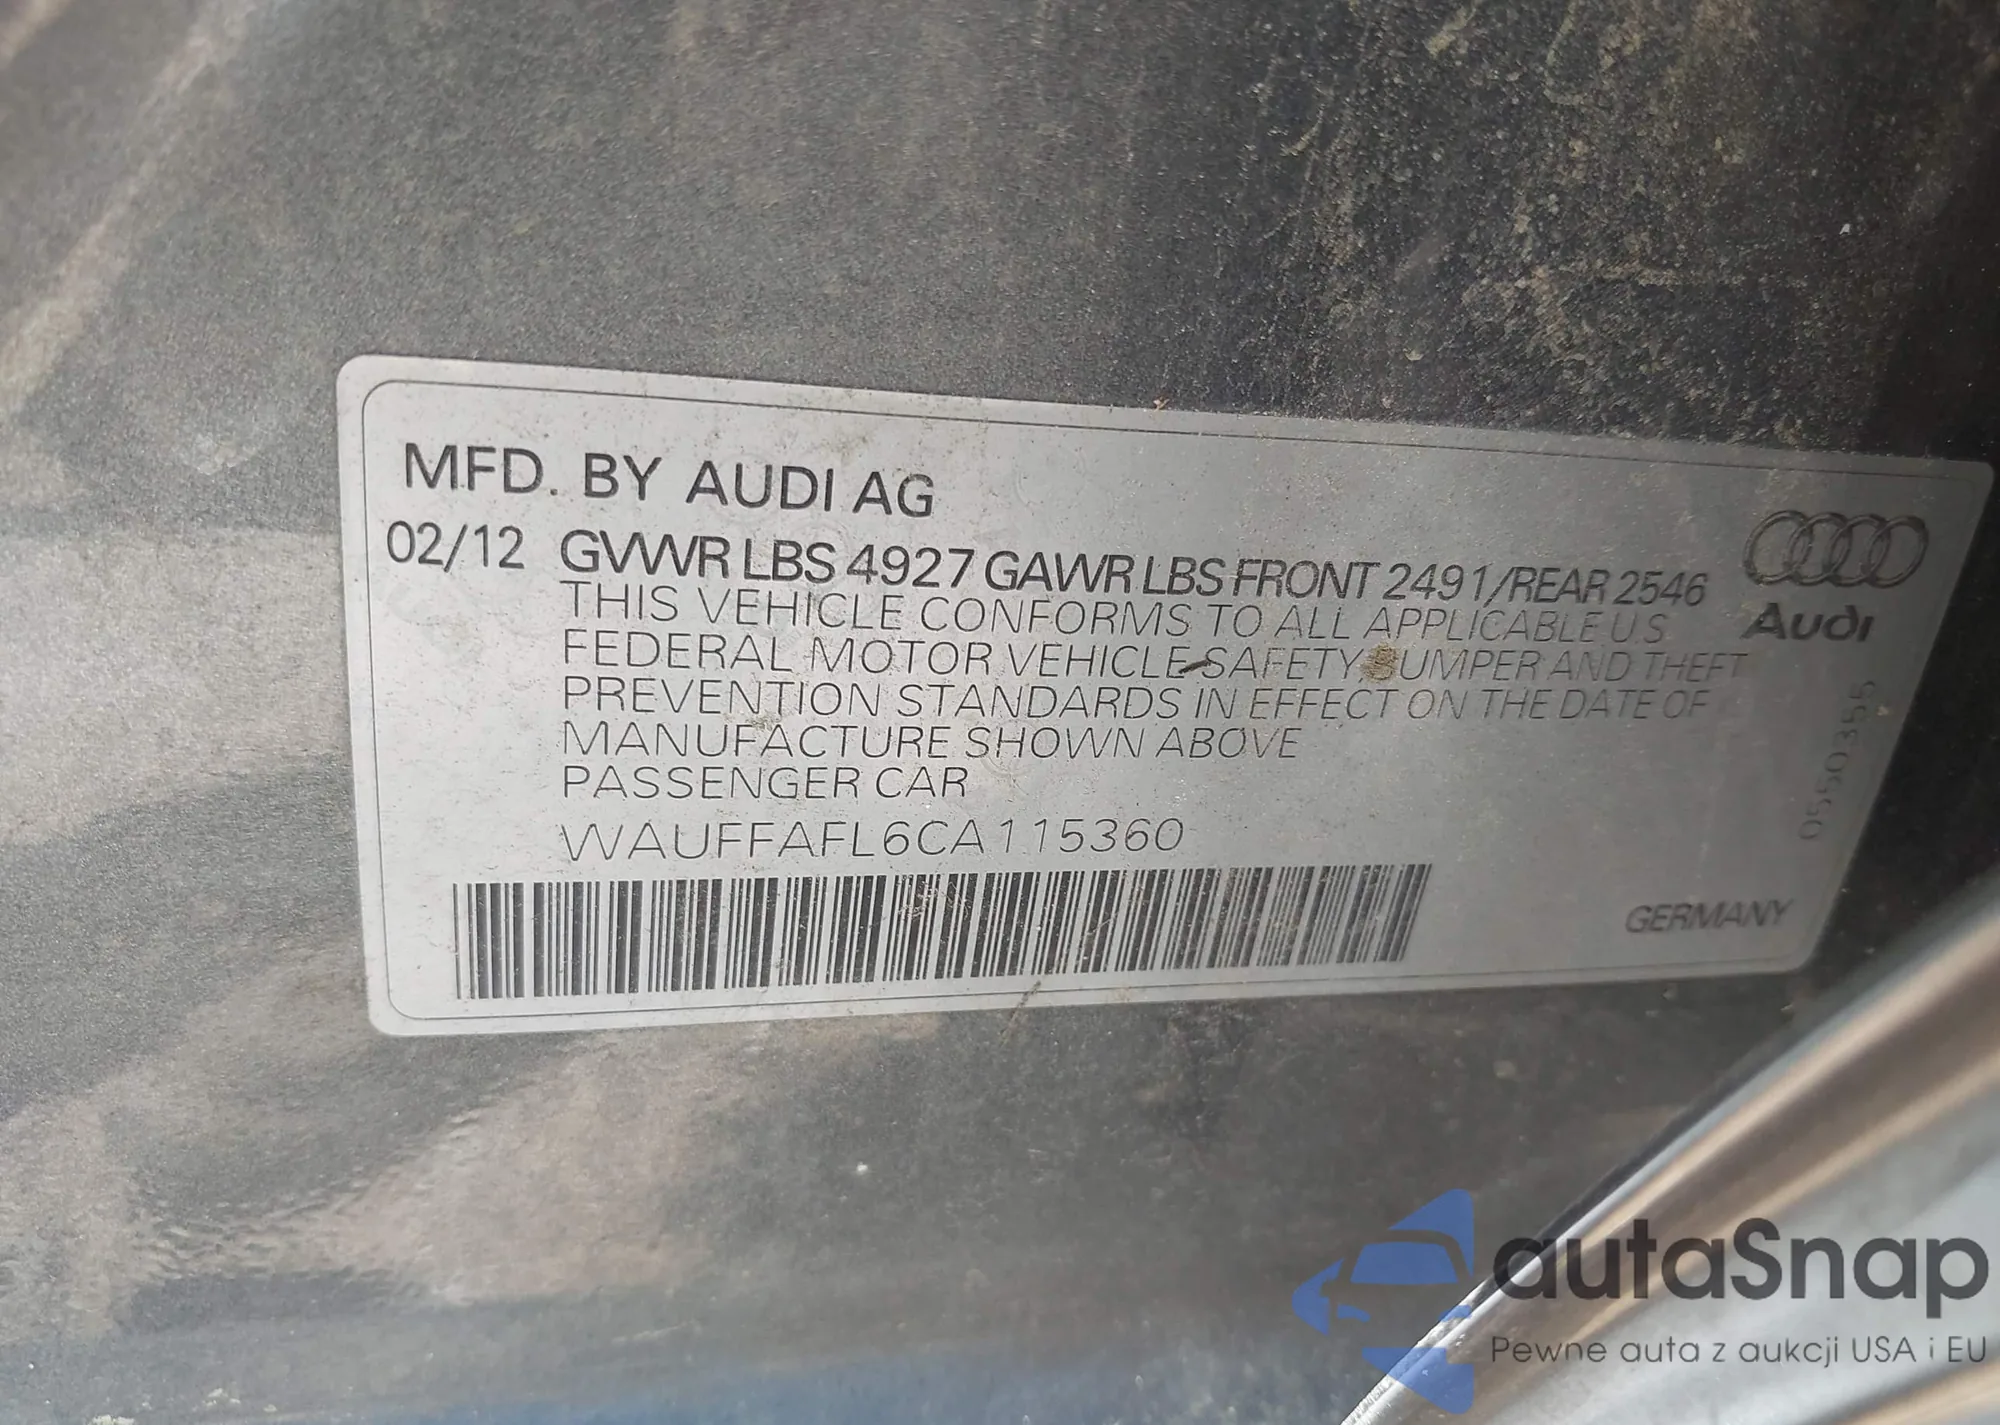 MFD. BY AUDI AG
02/12 GVWR LBS 4927 GAWR LBS FRONT 2491/REAR 2546
THIS VEHICLE CONFORMS TO ALL APPLICABLE U.S
FEDERAL MOTOR VEHICLE SAFETY, BUMPER AND THEFT
PREVENTION STANDARDS IN EFFECT ON THE DATE OF
MANUFACTURE SHOWN ABOVE
PASSENGER CAR
WAUFFAFL6CA115360
Audi
05550355
GERMANY
autaSnap
Pewne auta z aukcji USA i EU